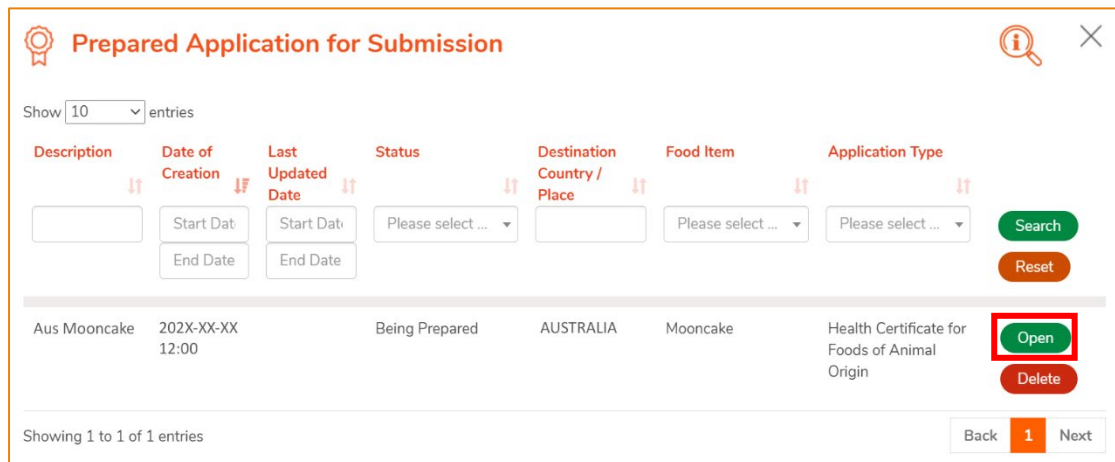 Prepared Application for Submission
Show 10 entries
Description Date of Creation Last Updated Date Status Destination Country / Place Food Item Application Type
Start Dat Start Dat Please select ... Please select ... Please select ... Search
End Date End Date Reset
Aus Mooncake 202X-XX-XX 12:00 Being Prepared AUSTRALIA Mooncake Health Certificate for Foods of Animal Origin Open
Delete
Showing 1 to 1 of 1 entries Back 1 Next